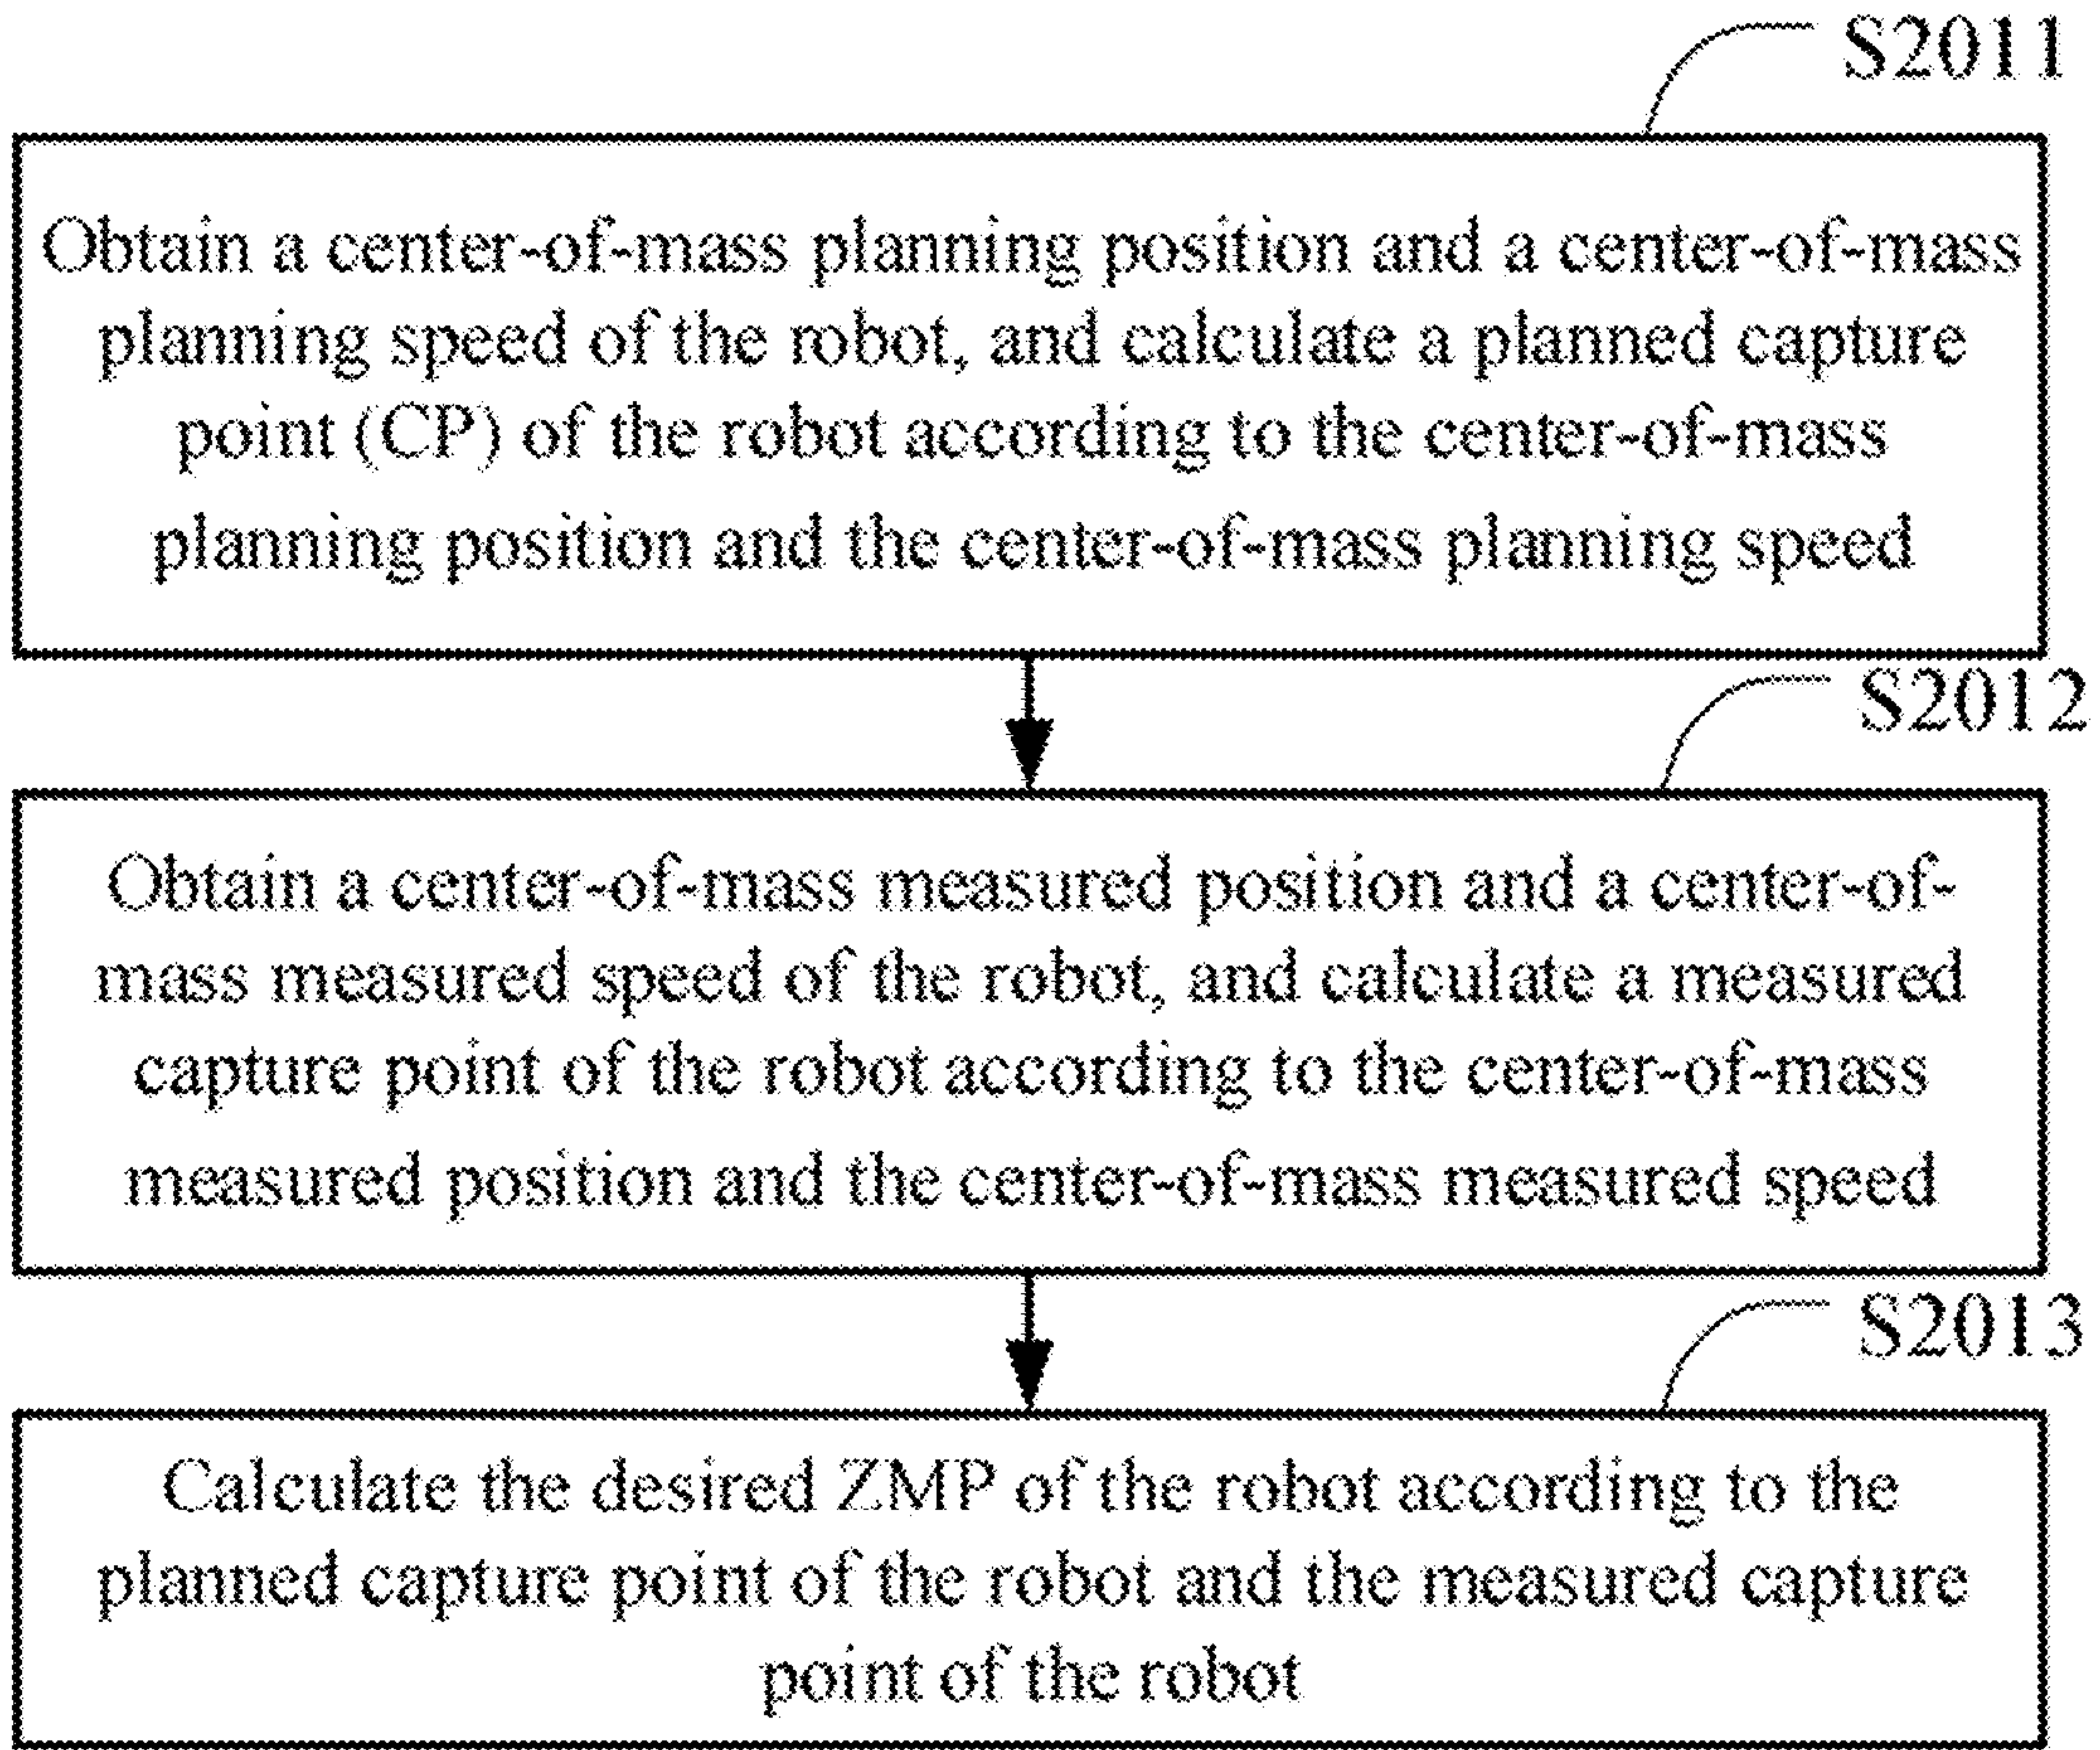 S2011
Obtain a center-of-mass planning position and a center-of-mass
planning speed of the robot, and calculate a planned capture
point (CP) of the robot according to the center-of-mass
planning position and the center-of-mass planning speed
S2012
Obtain a center-of-mass measured position and a center-of-
mass measured speed of the robot, and calculate a measured
capture point of the robot according to the center-of-mass
measured position and the center-of-mass measured speed
S2013
Calculate the desired ZMP of the robot according to the
planned capture point of the robot and the measured capture
point of the robot